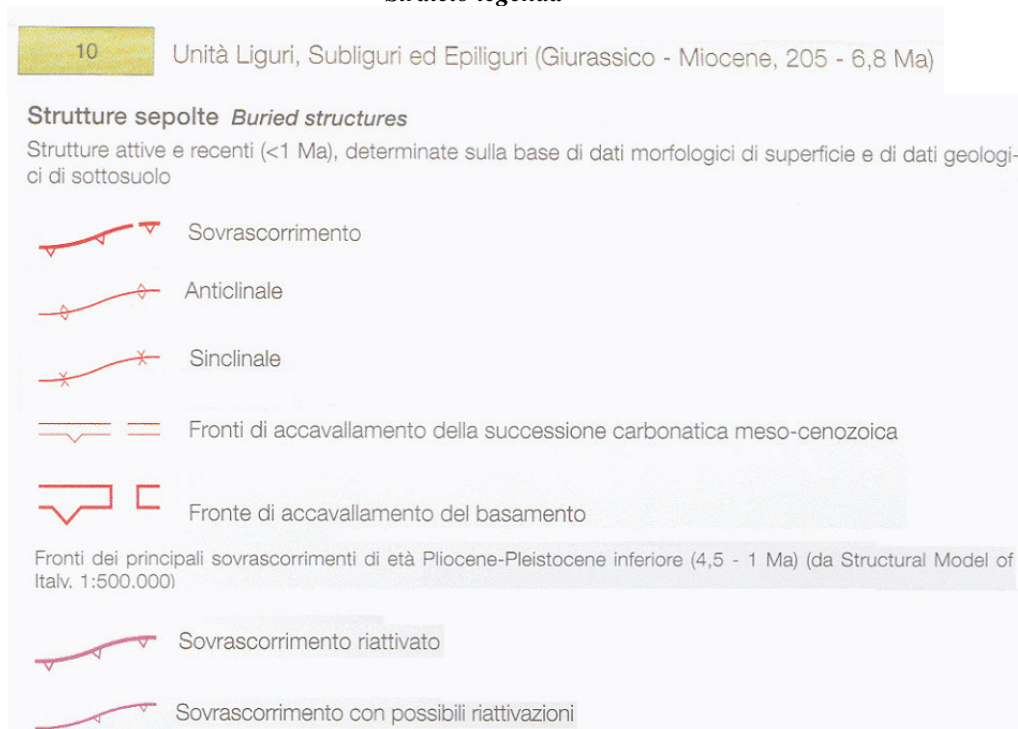 Stralcio legenda
10
Unità Liguri, Subliguri ed Epiliguri (Giurassico - Miocene, 205 - 6,8 Ma)
Strutture sepolte Buried structures
Strutture attive e recenti (<1 Ma), determinate sulla base di dati morfologici di superficie e di dati geologi-
ci di sottosuolo
Sovrascorrimento
Anticlinale
Sinclinale
Fronti di accavallamento della successione carbonatica meso-cenozoica
Fronte di accavallamento del basamento
Fronti dei principali sovrascorrimenti di età Pliocene-Pleistocene inferiore (4,5 - 1 Ma) (da Structural Model of
Italy. 1:500.000)
Sovrascorrimento riattivato
Sovrascorrimento con possibili riattivazioni